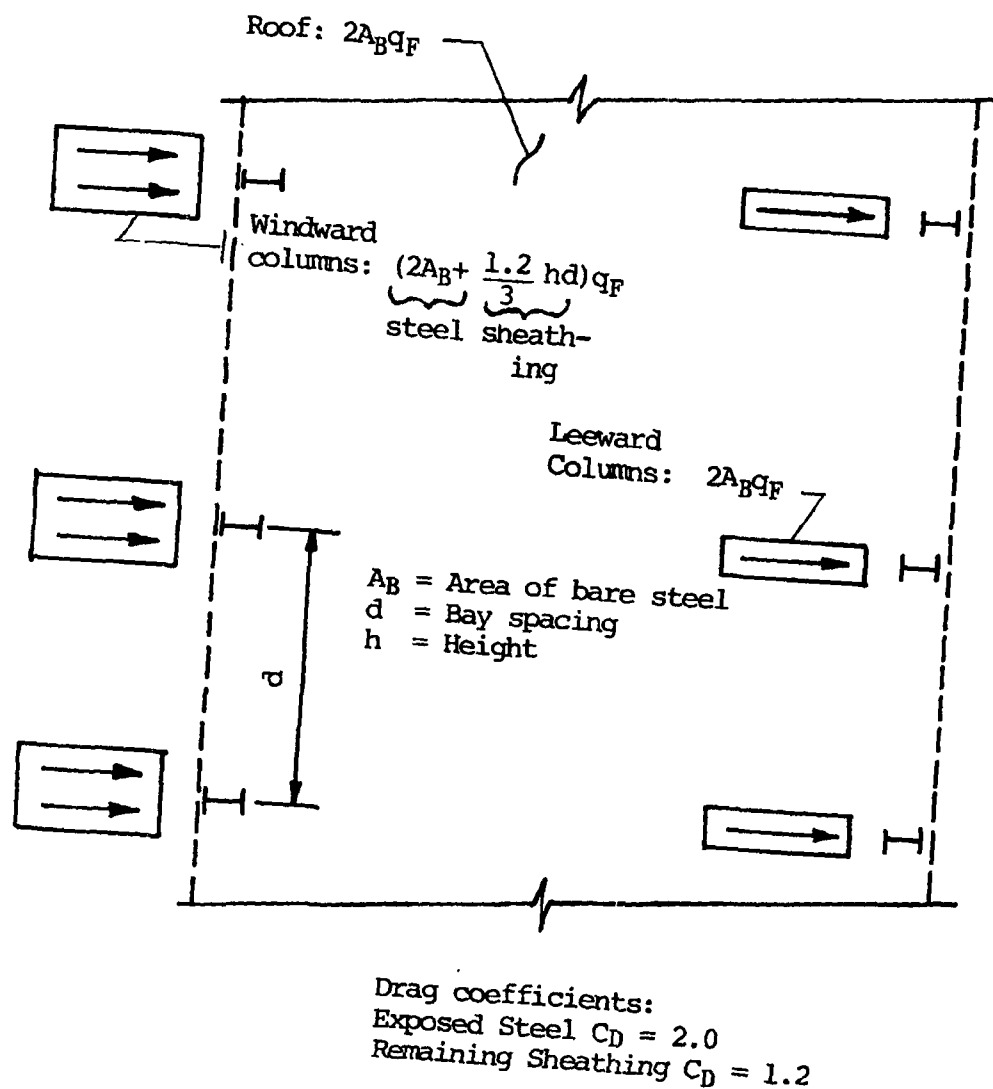 Roof: 2A_Bq_F
Windward
columns: (2A_B + 1.2/3 hd)q_F
steel sheath-
ing
Leeward
Columns: 2A_Bq_F
A_B = Area of bare steel
d = Bay spacing
h = Height
d
Drag coefficients:
Exposed Steel C_D = 2.0
Remaining Sheathing C_D = 1.2